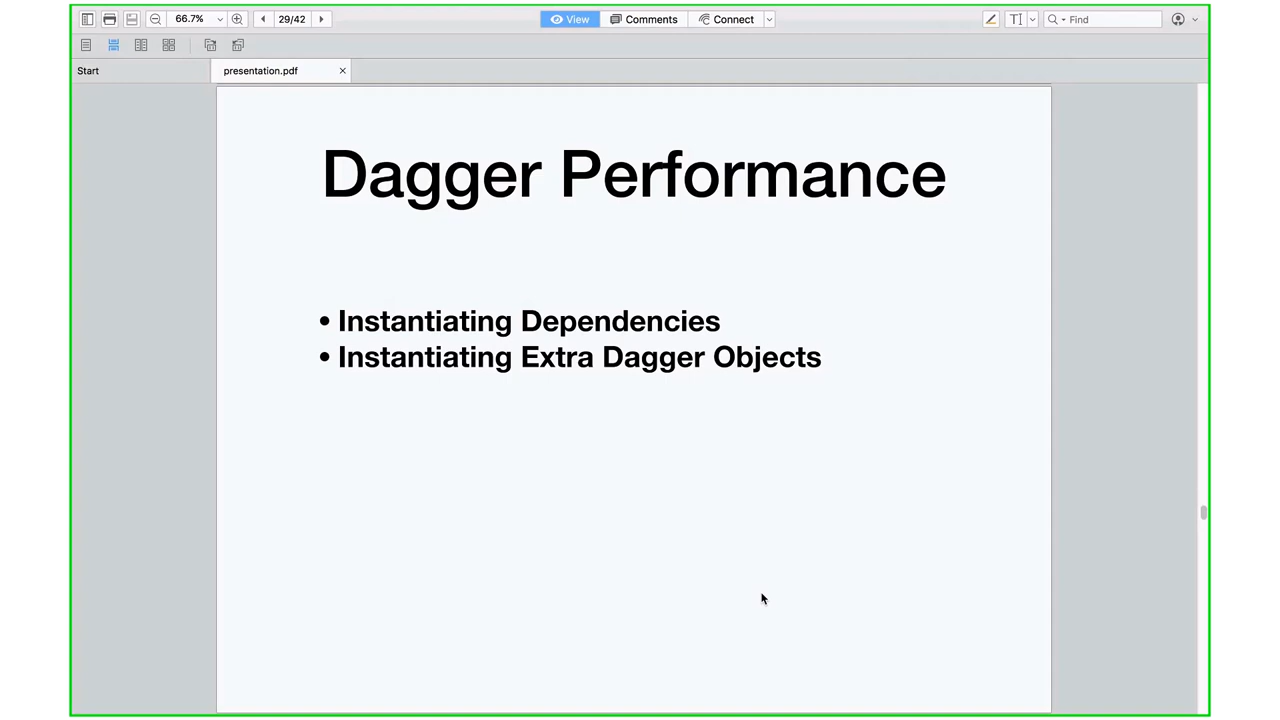 66.7%
29/42
View
Comments
Connect
Find
Start
presentation.pdf
Dagger Performance
• Instantiating Dependencies
• Instantiating Extra Dagger Objects